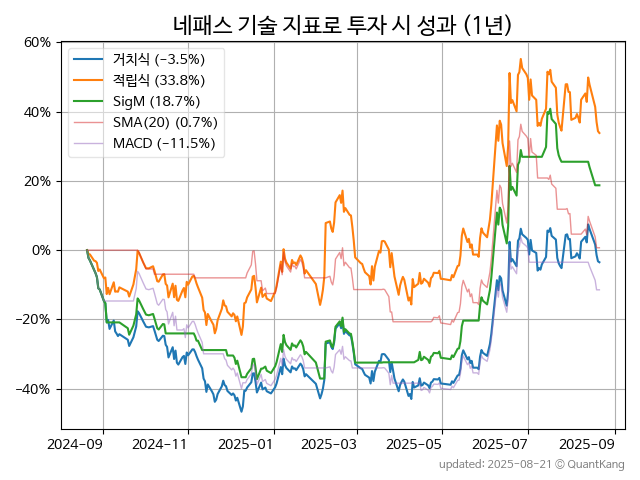 네패스 기술 지표로 투자 시 성과 (1년)
60%
40%
20%
0%
−20%
−40%
거치식 (−3.5%)
적립식 (33.8%)
SigM (18.7%)
SMA(20) (0.7%)
MACD (−11.5%)
2024−09
2024−11
2025−01
2025−03
2025−05
2025−07
2025−09
updated: 2025−08−21 © QuantKang